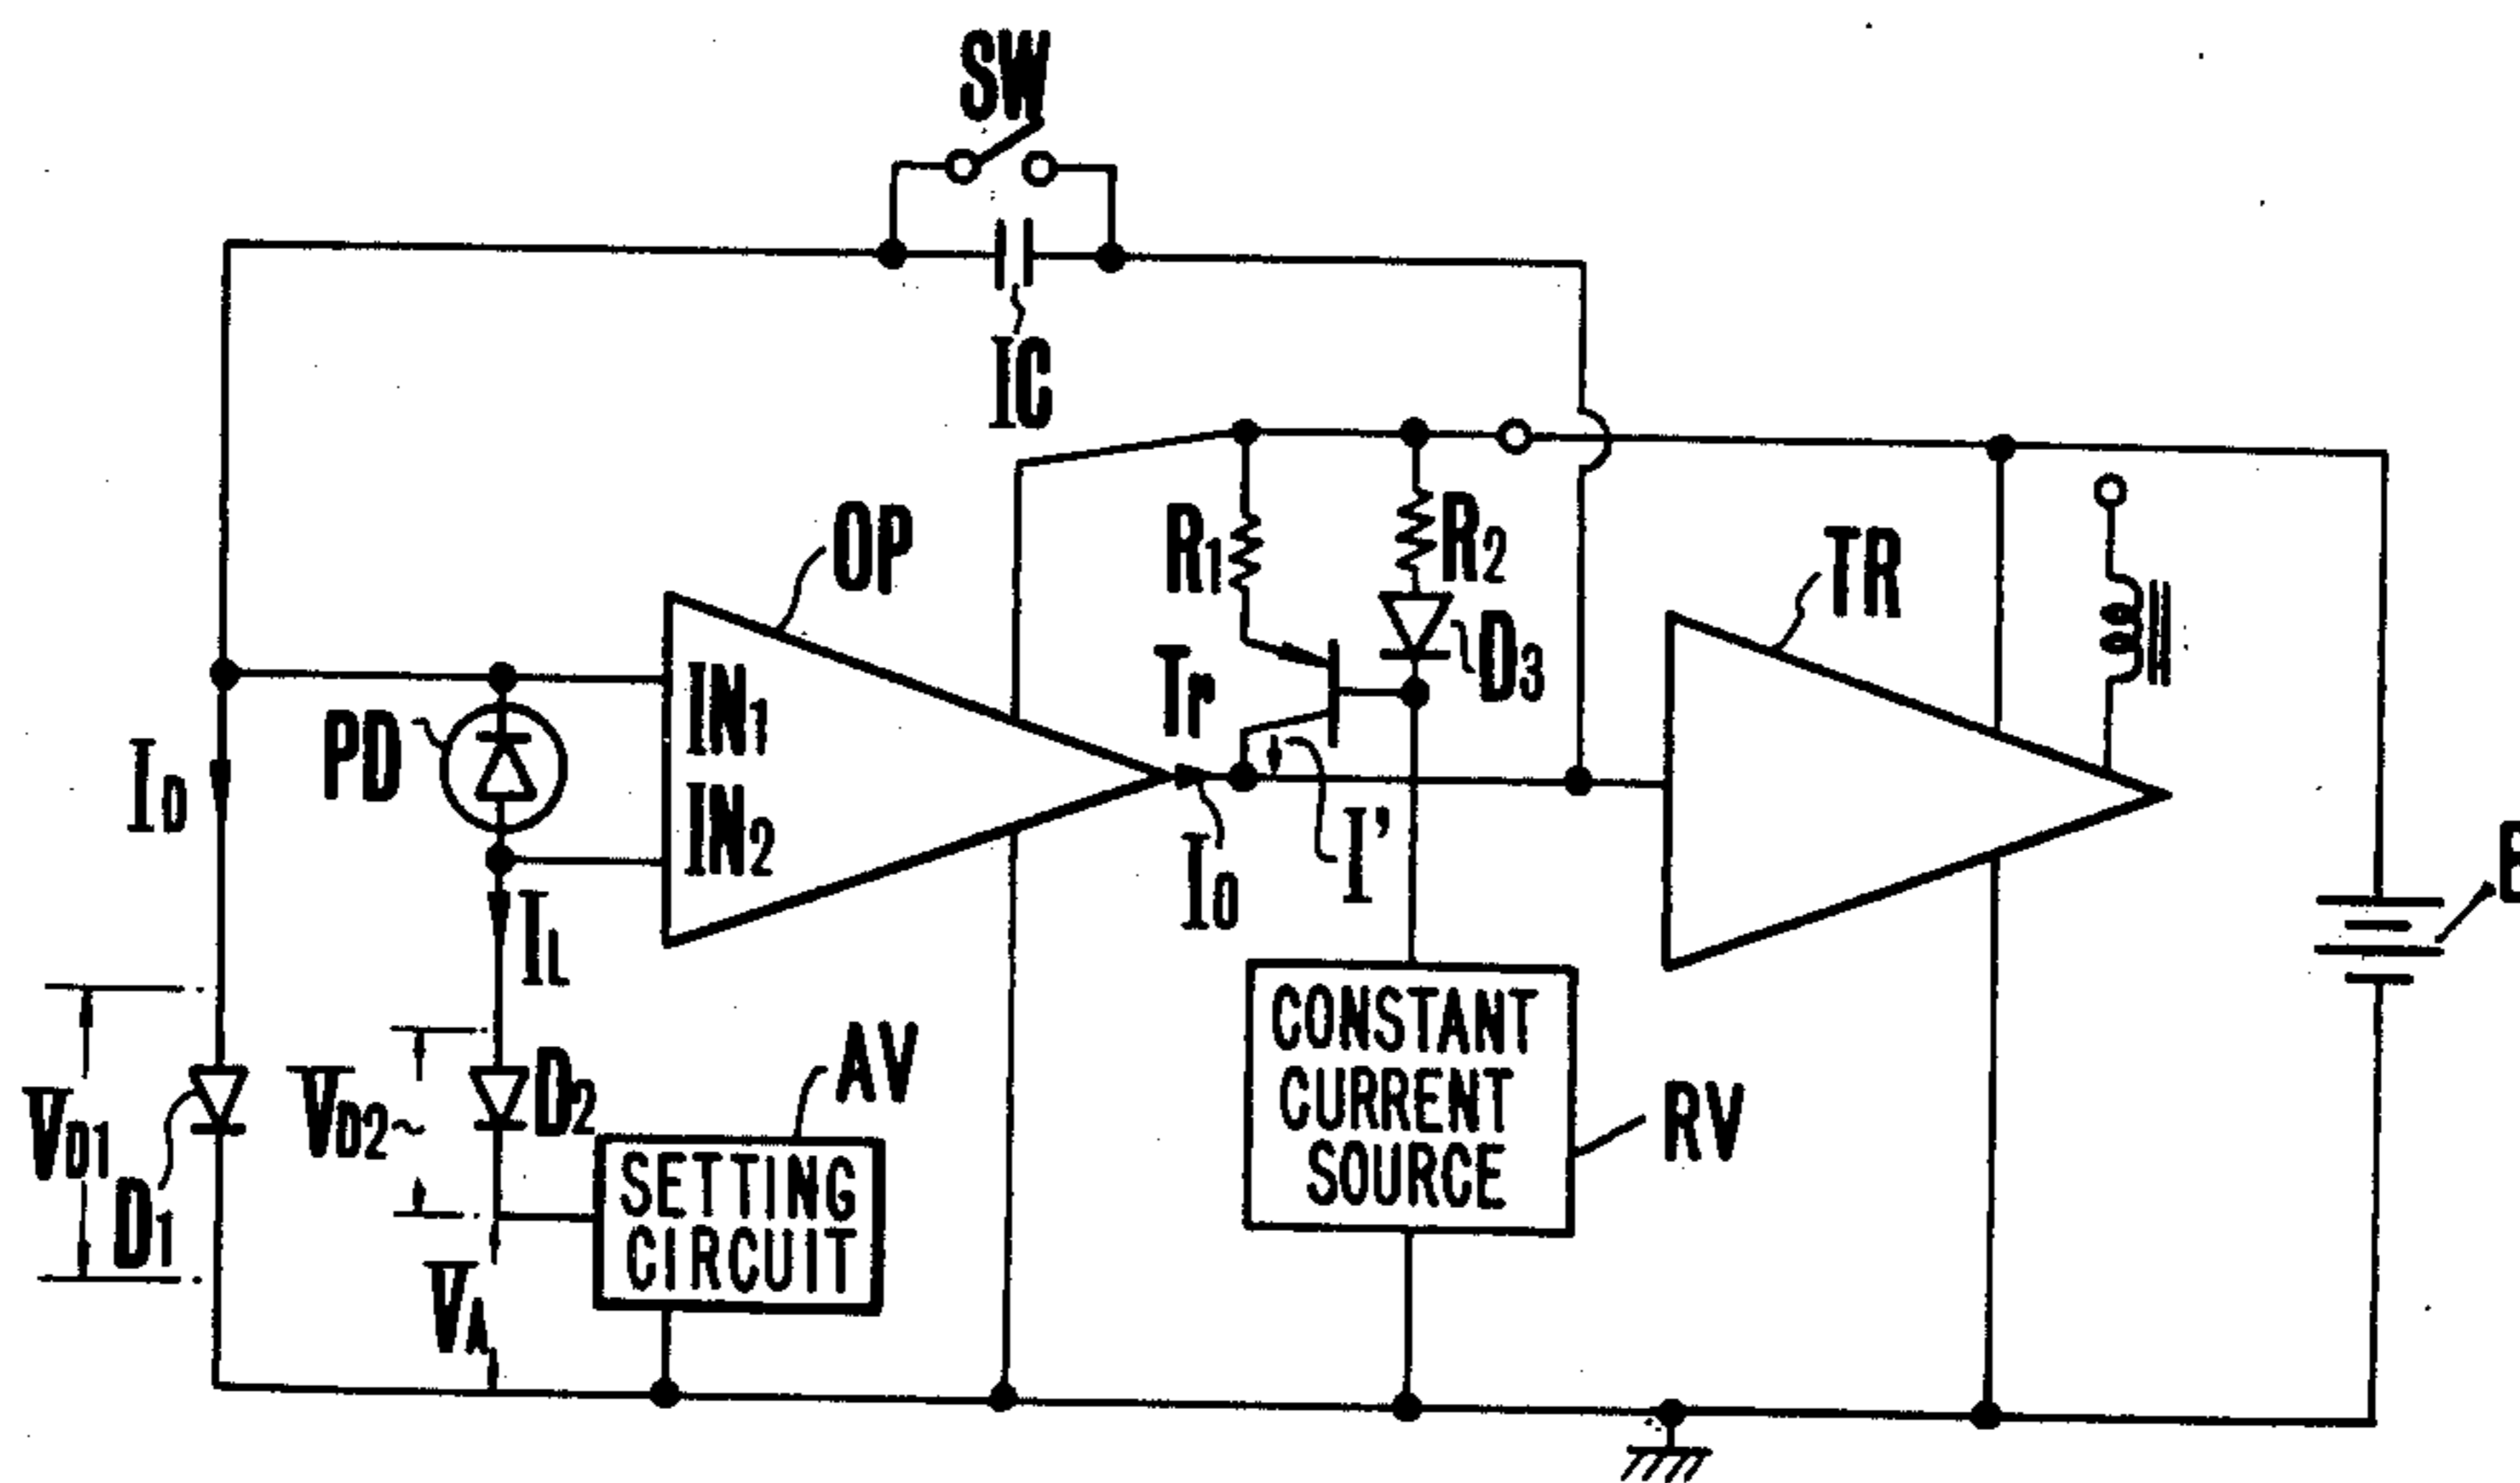 SW
IC
OP
R1
R2
TR
D3
Tr
IN1
IN2
PD
ID
IO
I'
IL
E
VD1
D1
VD2
D2
AV
SETTING
CIRCUIT
VA
CONSTANT
CURRENT
SOURCE
RV